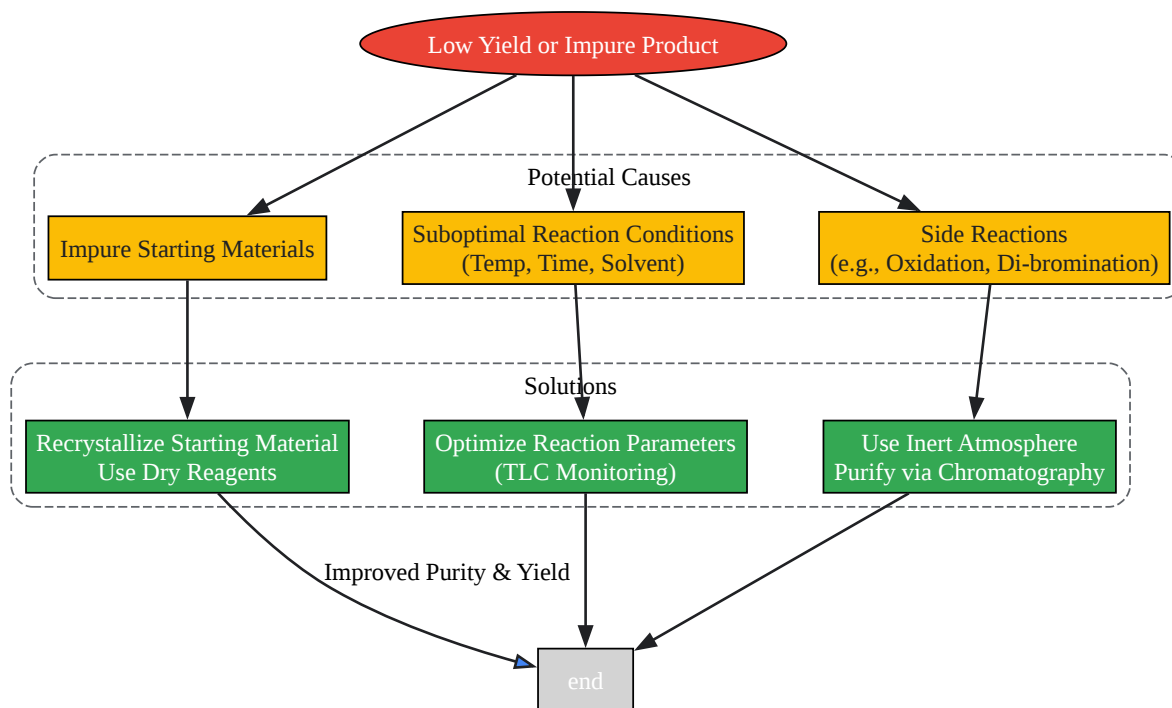 Low Yield or Impure Product
Potential Causes
Impure Starting Materials
Suboptimal Reaction Conditions
(Temp, Time, Solvent)
Side Reactions
(e.g., Oxidation, Di-bromination)
Solutions
Recrystallize Starting Material
Use Dry Reagents
Optimize Reaction Parameters
(TLC Monitoring)
Use Inert Atmosphere
Purify via Chromatography
Improved Purity & Yield
end